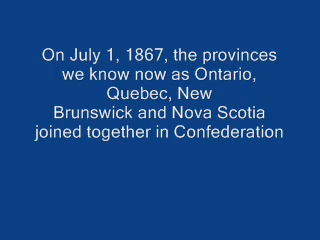 On July 1, 1867, the provinces
we know now as Ontario,
Quebec, New
Brunswick and Nova Scotia
joined together in Confederation